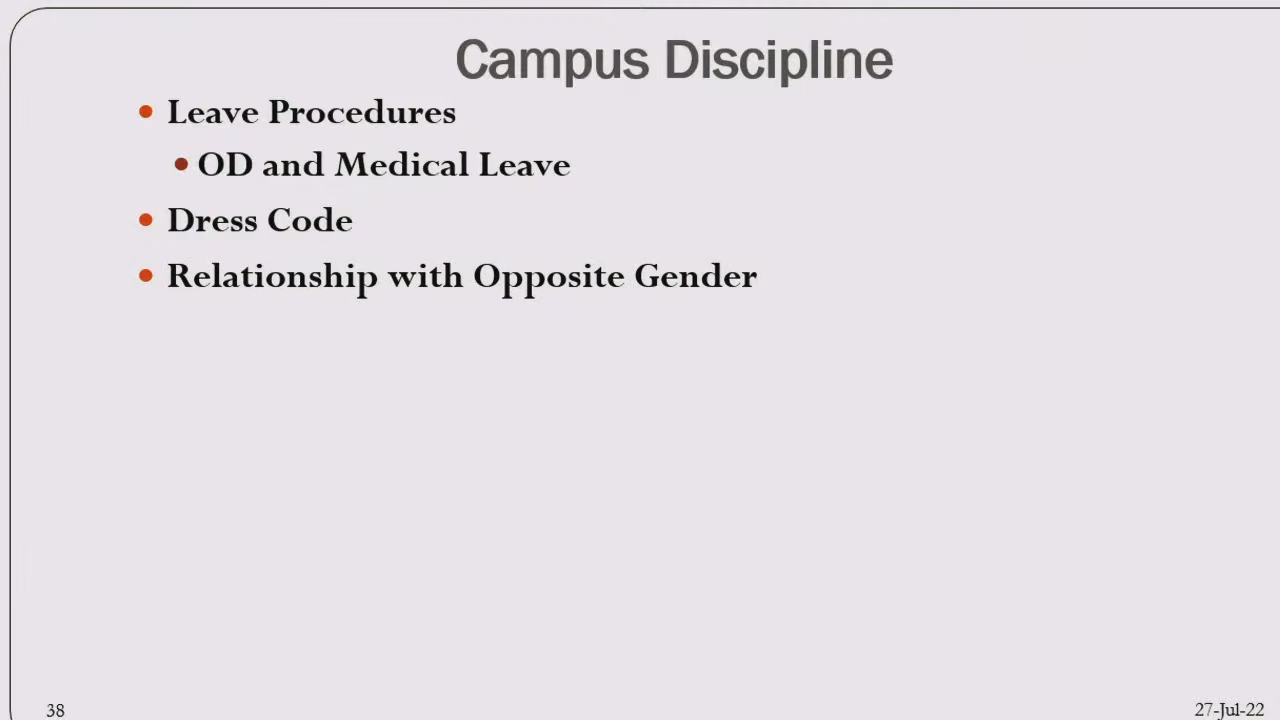 Campus Discipline
• Leave Procedures
• OD and Medical Leave
• Dress Code
• Relationship with Opposite Gender
38
27-Jul-22